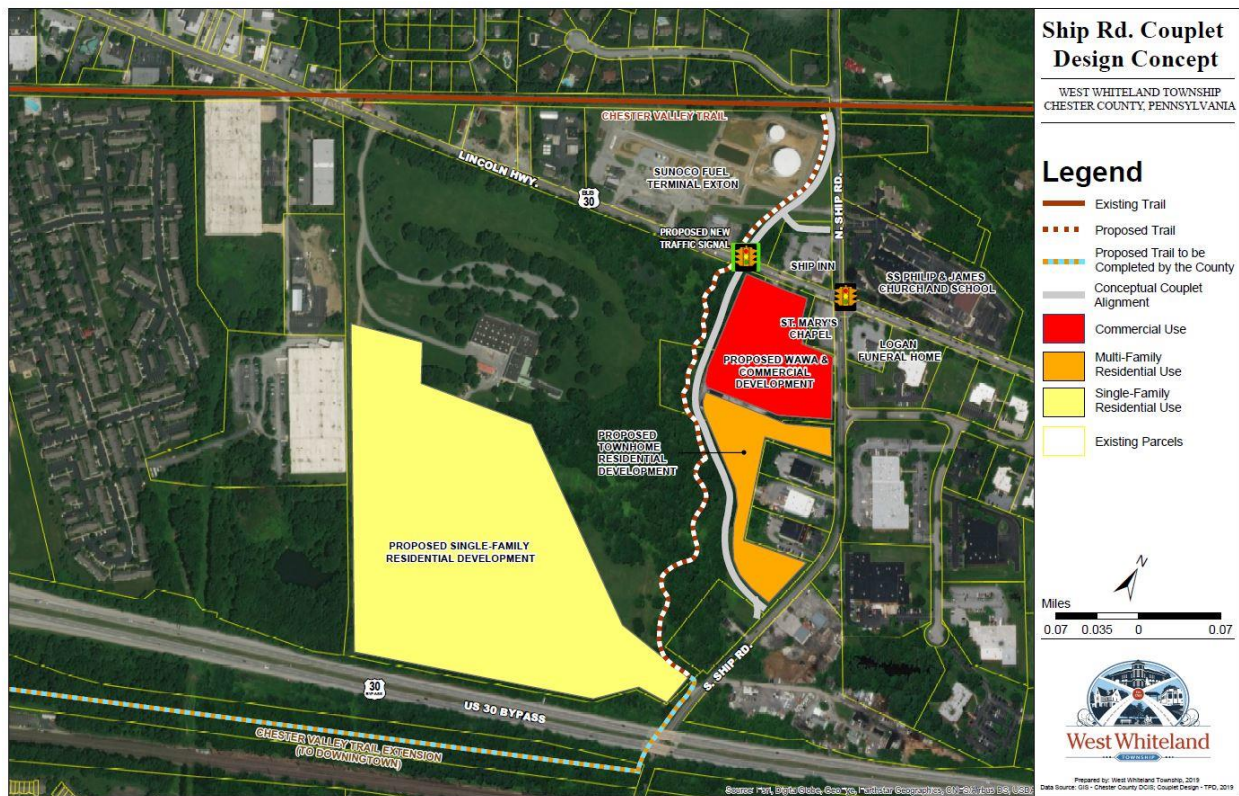 Ship Rd. Couplet
Design Concept
WEST WHITELAND TOWNSHIP
CHESTER COUNTY, PENNSYLVANIA
Legend
Existing Trail
Proposed Trail
Proposed Trail to be
Completed by the County
Conceptual Couplet
Alignment
Commercial Use
Multi-Family
Residential Use
Single-Family
Residential Use
Existing Parcels
CHESTER VALLEY TRAIL
LINCOLN HWY.
BUS
30
SUNOCO FUEL
TERMINAL EXTON
N. SHIP RD.
PROPOSED NEW
TRAFFIC SIGNAL
SHIP INN
SS PHILIP & JAMES
CHURCH AND SCHOOL
ST. MARY'S
CHAPEL
LOGAN
FUNERAL HOME
PROPOSED WAWA &
COMMERCIAL
DEVELOPMENT
PROPOSED
TOWNHOME
RESIDENTIAL
DEVELOPMENT
PROPOSED SINGLE-FAMILY
RESIDENTIAL DEVELOPMENT
S. SHIP RD.
30
BYPASS
US 30 BYPASS
CHESTER VALLEY TRAIL EXTENSION
(TO DOWNINGTOWN)
N
Miles
0.07 0.035 0 0.07
West Whiteland
TOWNSHIP
Prepared by: West Whiteland Township, 2019
Data Source: GIS - Chester County DCIS; Couplet Design - TPD, 2019